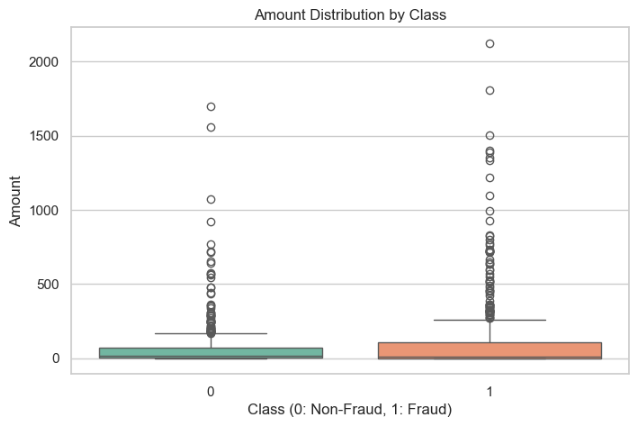 Amount Distribution by Class
2000
1500
1000
500
0
Amount
0
1
Class (0: Non-Fraud, 1: Fraud)